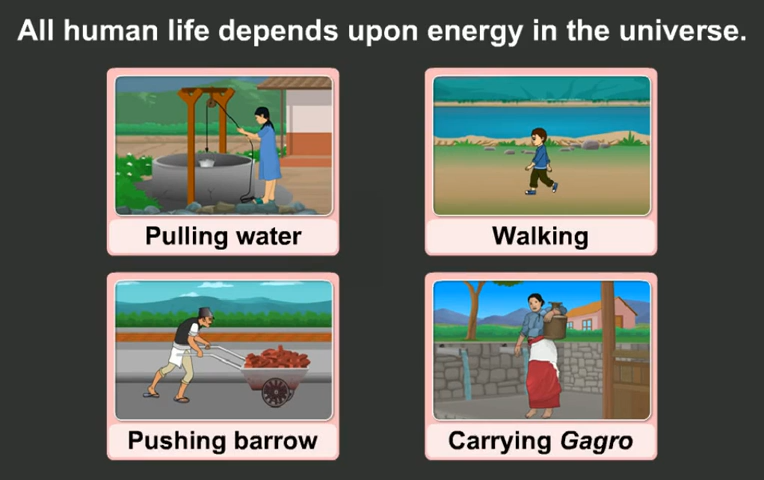 All human life depends upon energy in the universe.
Pulling water
Walking
Pushing barrow
Carrying Gagro